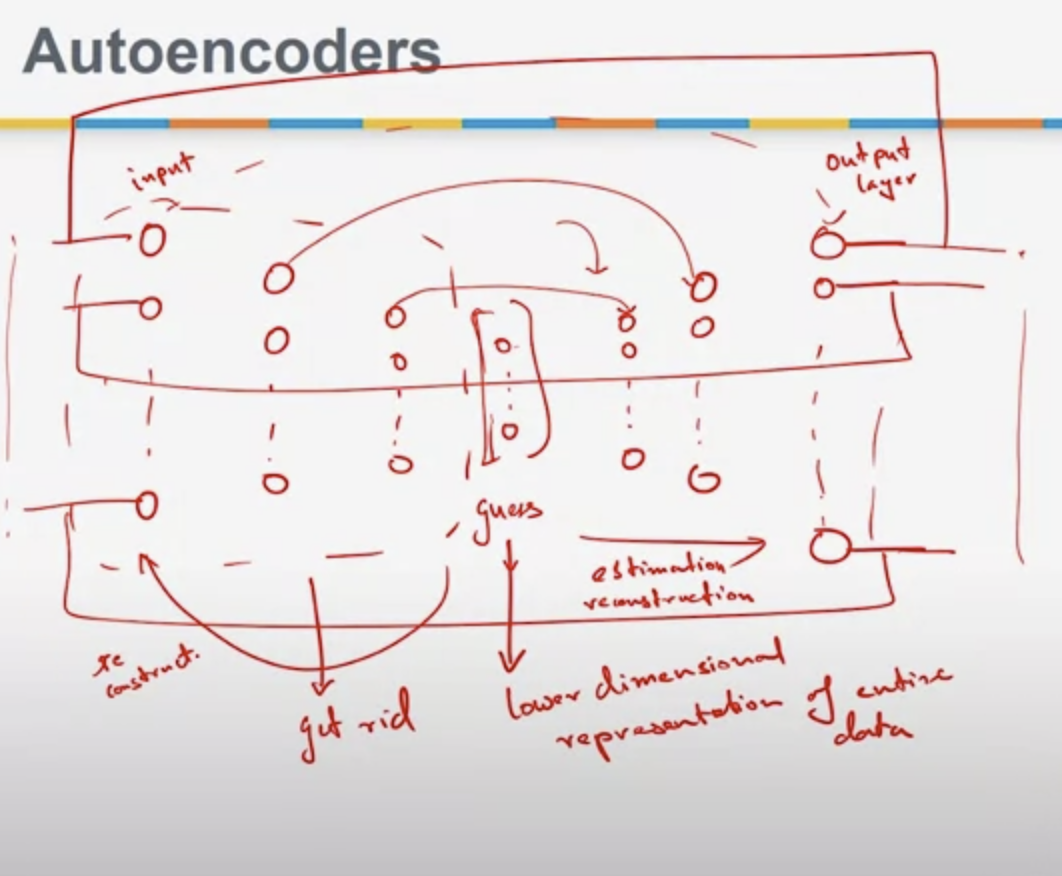 Autoencoders
input
output
layer
guess
estimation
reconstruction
re
construct.
get rid
lower dimensional
representation of entire
data